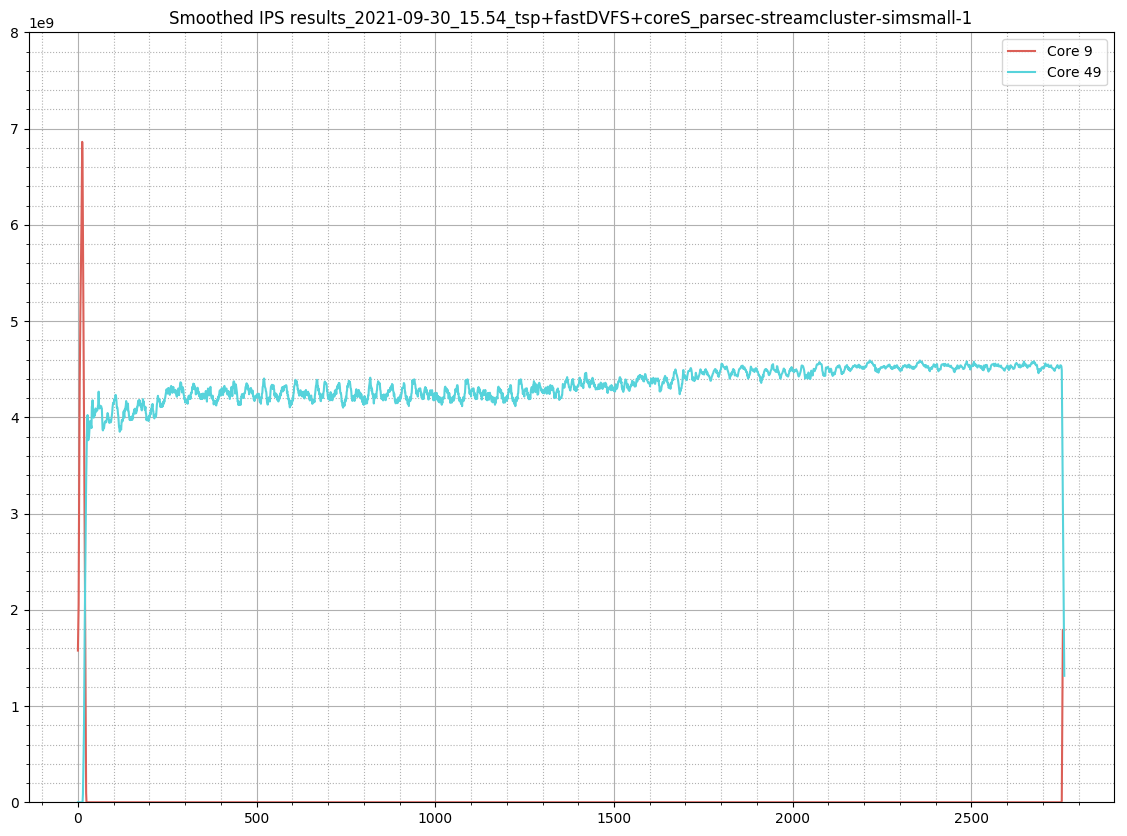 Smoothed IPS results_2021-09-30_15.54_tsp+fastDVFS+coreS_parsec-streamcluster-simsmall-1
1e9
8
7
6
5
4
3
2
1
0
0 500 1000 1500 2000 2500
Core 9
Core 49